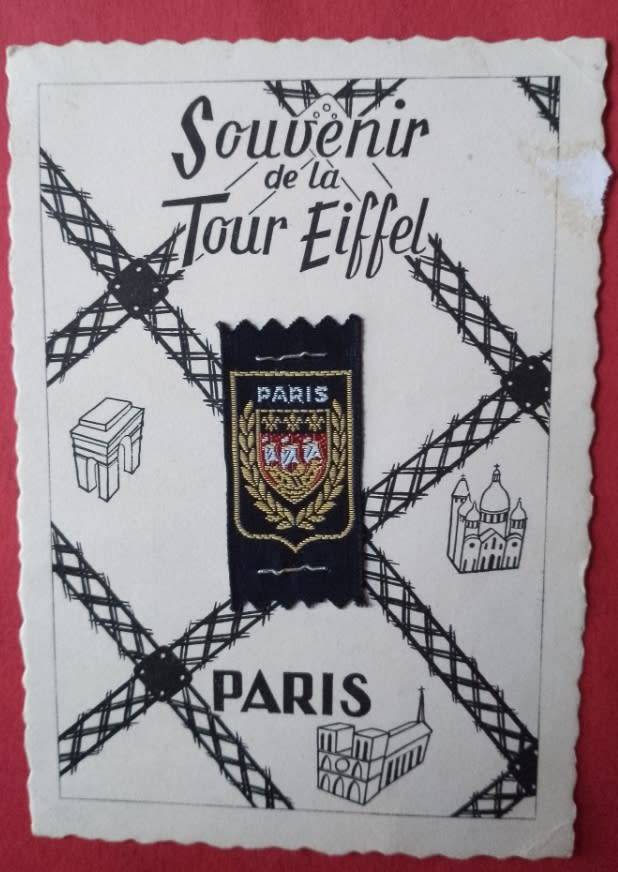 Souvenir
de la
Tour Eiffel
PARIS
PARIS